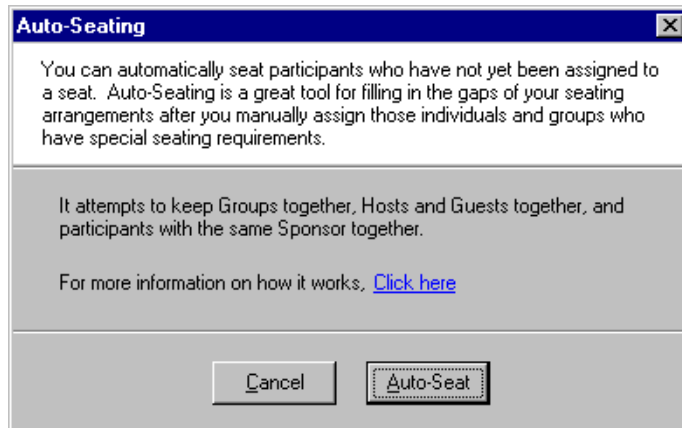 Auto-Seating
You can automatically seat participants who have not yet been assigned to
a seat.  Auto-Seating is a great tool for filling in the gaps of your seating
arrangements after you manually assign those individuals and groups who
have special seating requirements.
It attempts to keep Groups together, Hosts and Guests together, and
participants with the same Sponsor together.
For more information on how it works, Click here
Cancel Auto-Seat